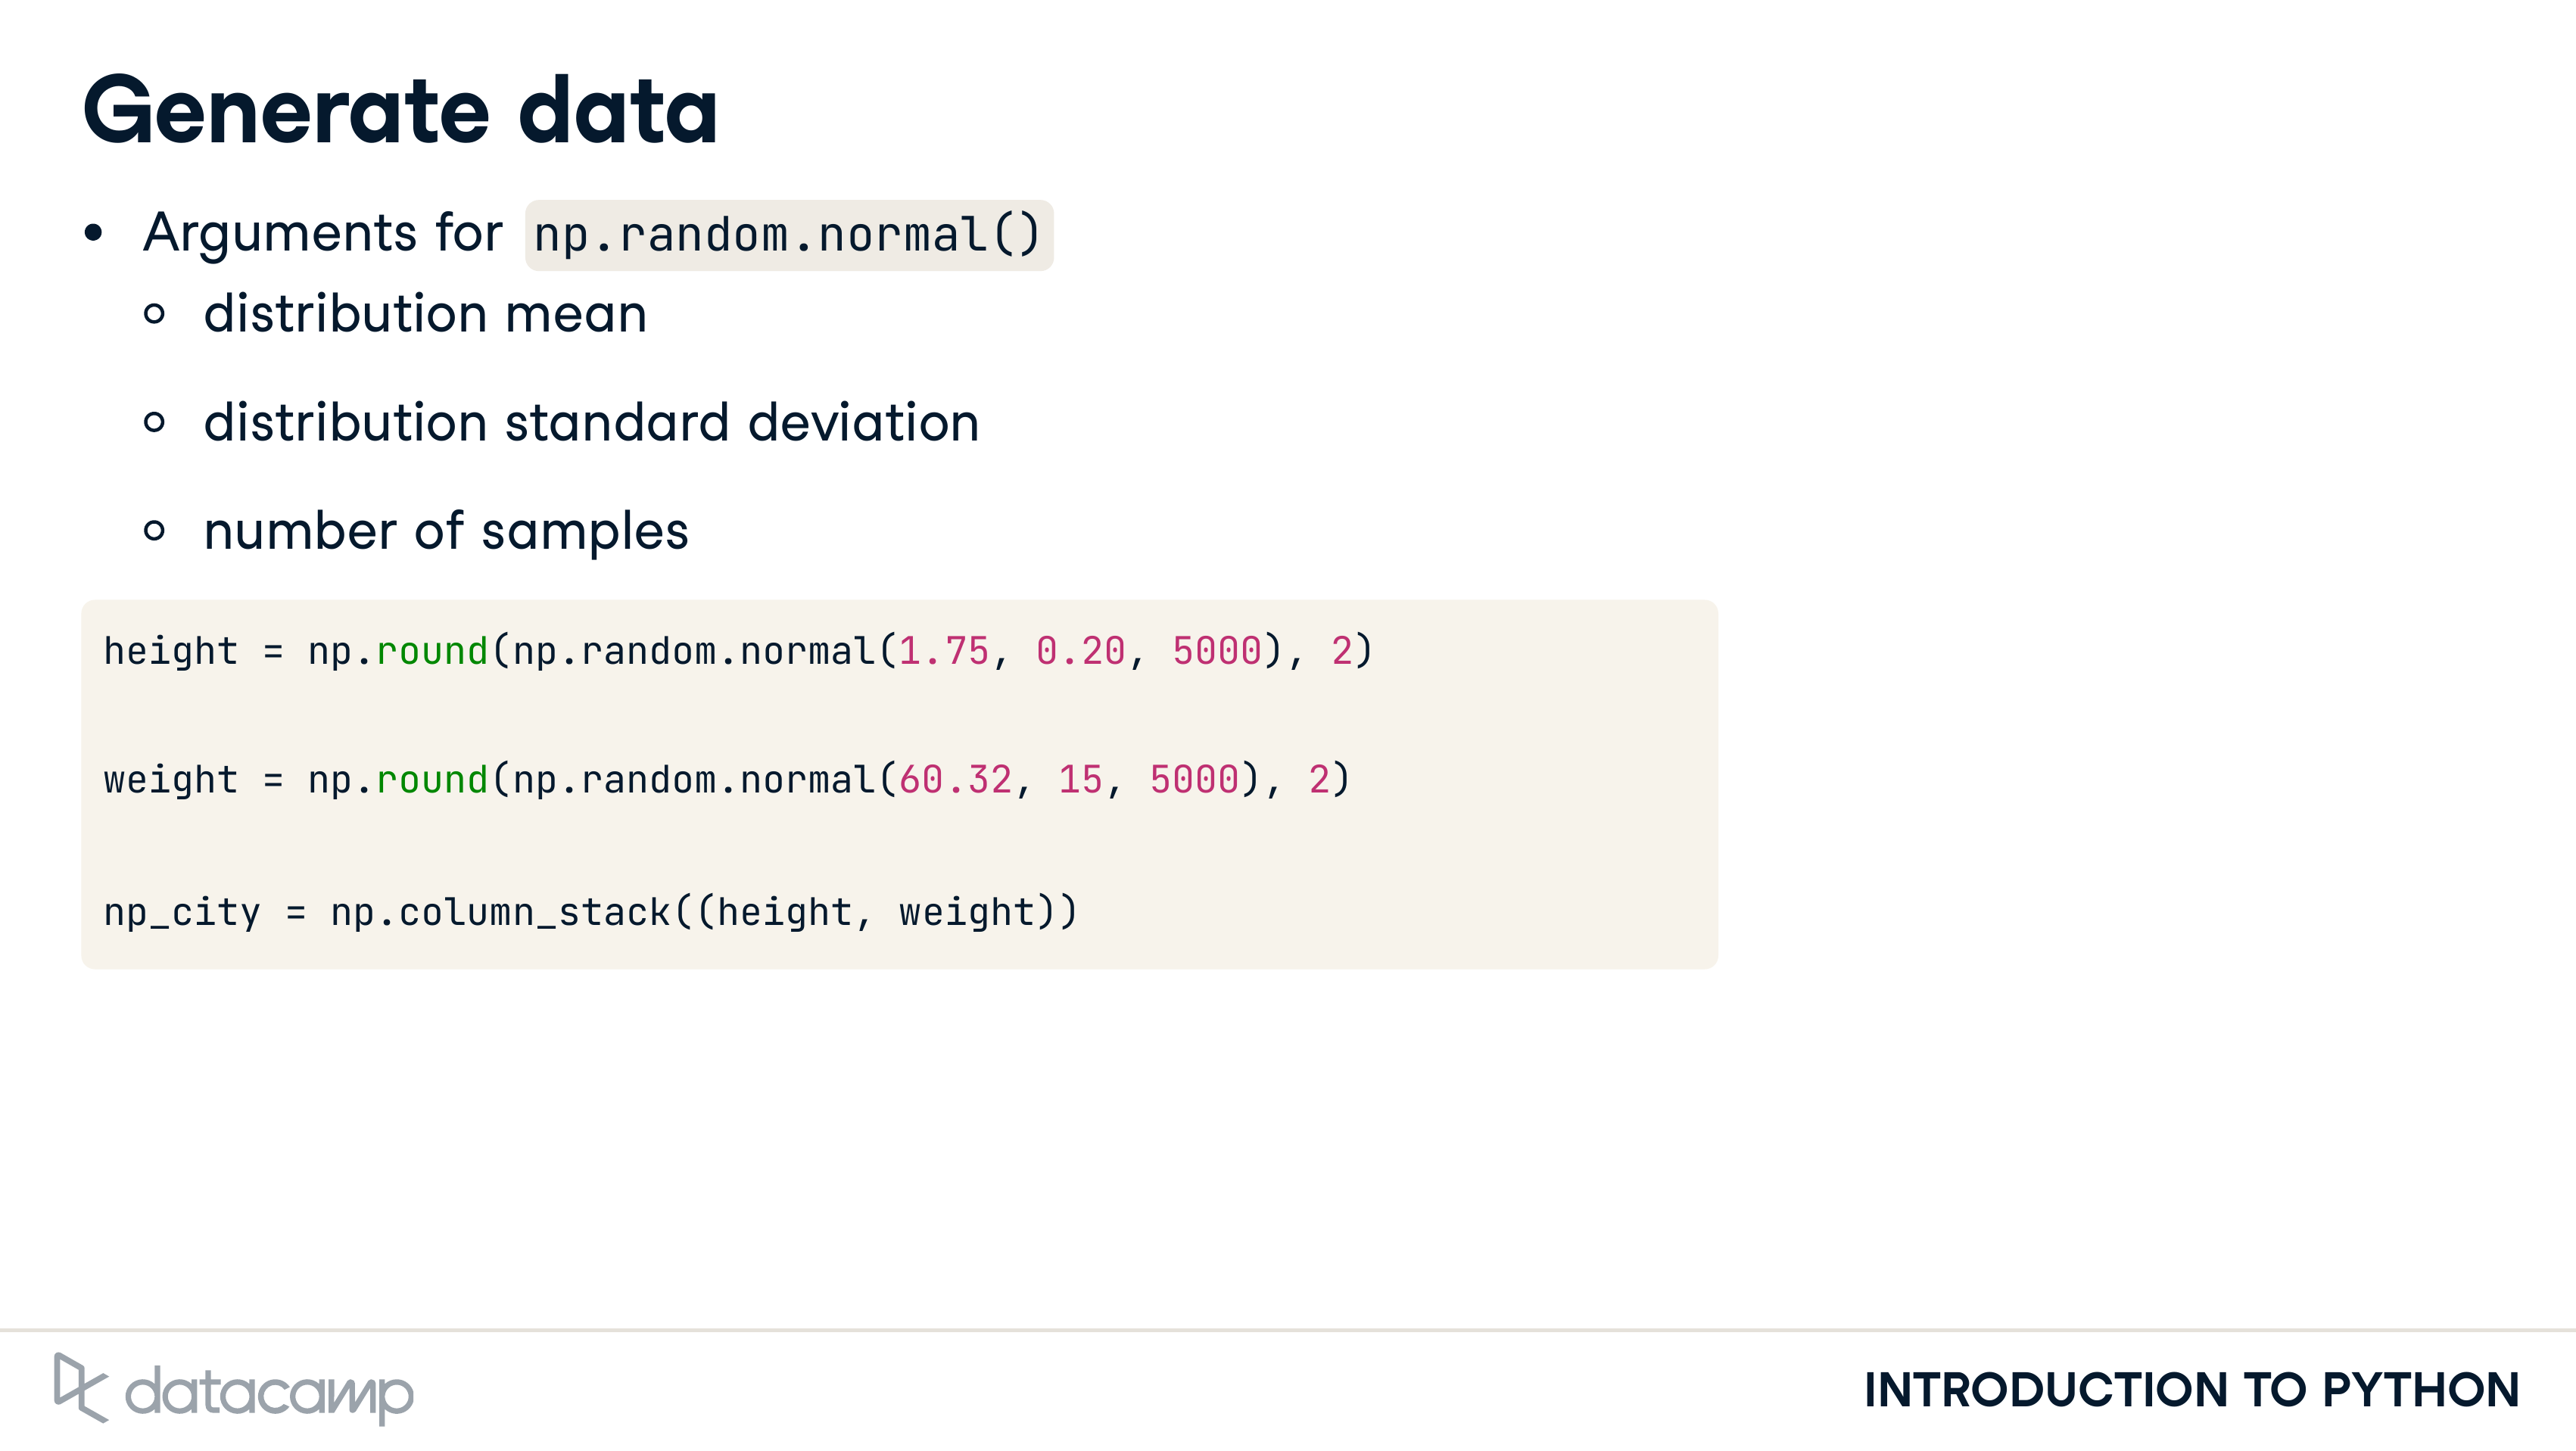 Generate data
• Arguments for np.random.normal()
○ distribution mean
○ distribution standard deviation
○ number of samples
height = np.round(np.random.normal(1.75, 0.20, 5000), 2)
weight = np.round(np.random.normal(60.32, 15, 5000), 2)
np_city = np.column_stack((height, weight))
datacamp
INTRODUCTION TO PYTHON